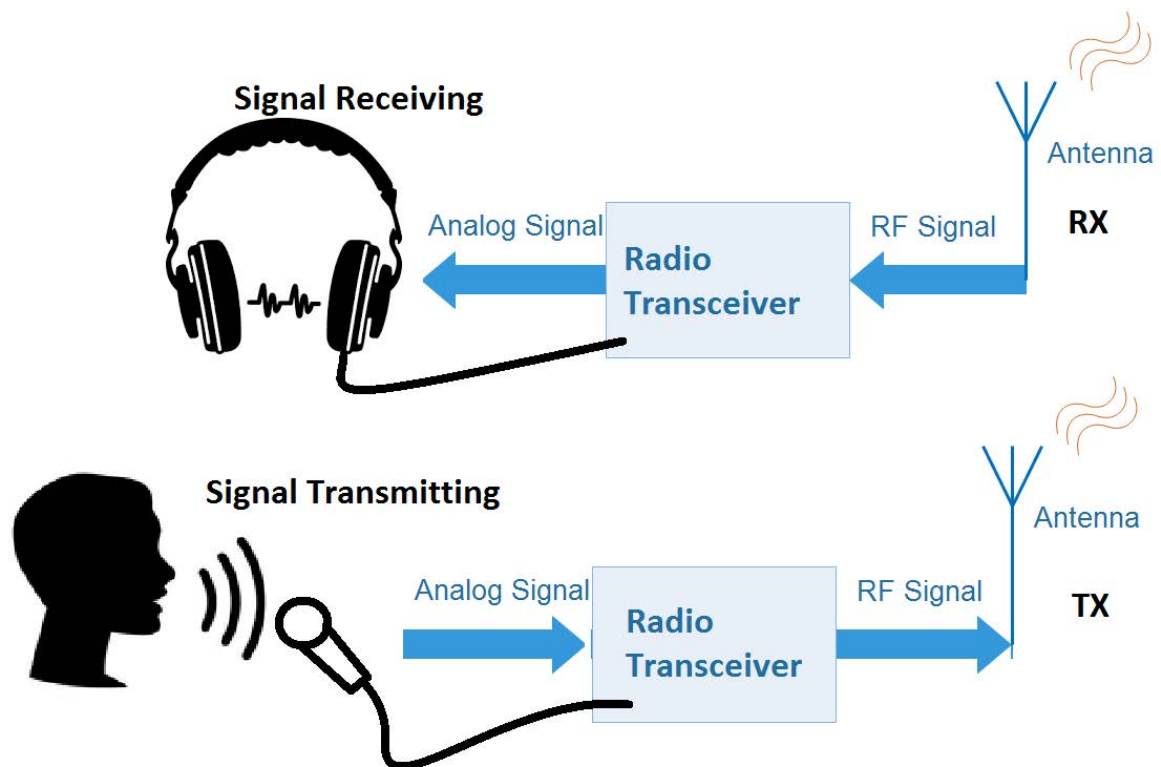 Signal Receiving
Antenna
Analog Signal
RF Signal
RX
Radio
Transceiver
Signal Transmitting
Antenna
Analog Signal
RF Signal
TX
Radio
Transceiver